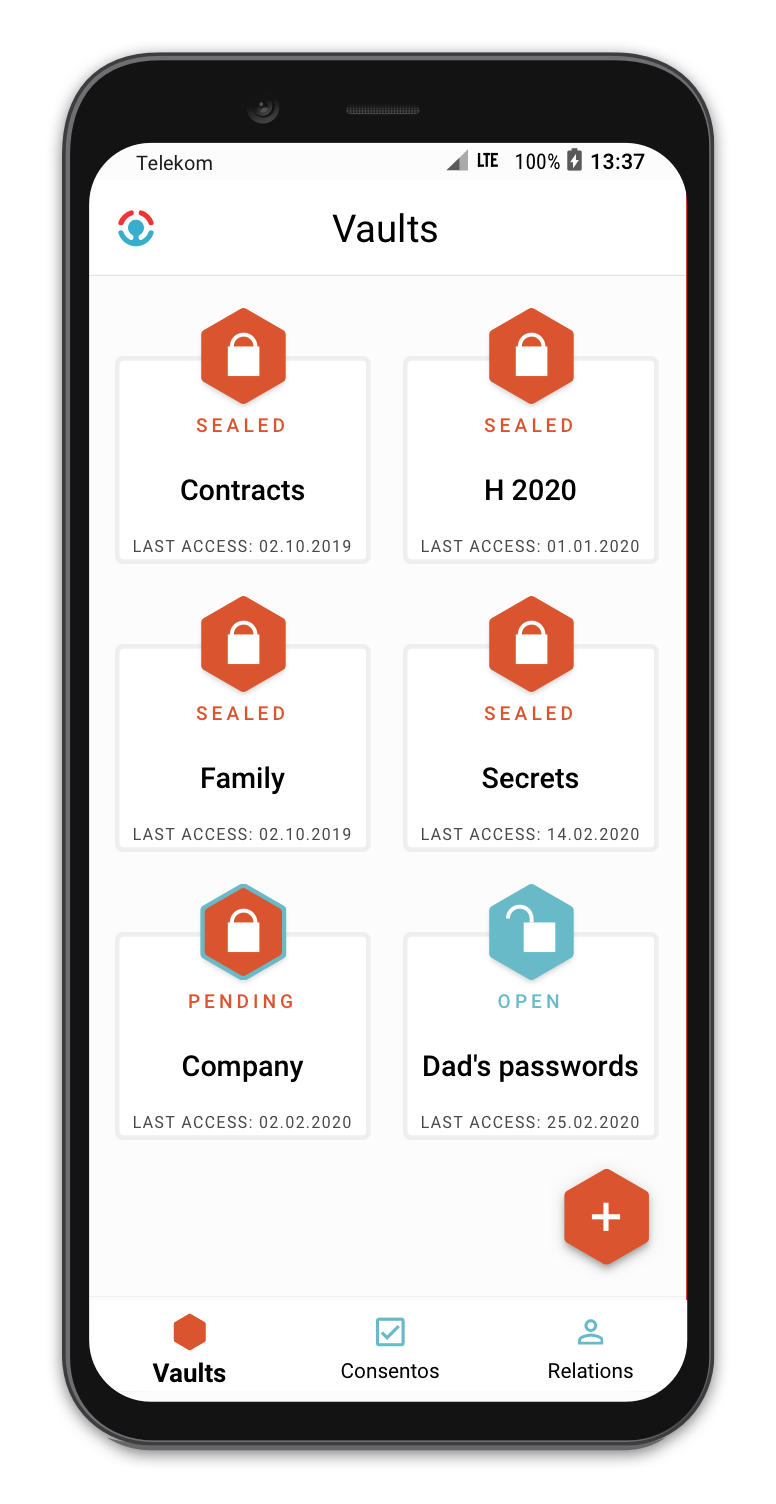 Telekom LTE 100% 13:37
Vaults
SEALED SEALED
Contracts H 2020
LAST ACCESS: 02.10.2019 LAST ACCESS: 01.01.2020
SEALED SEALED
Family Secrets
LAST ACCESS: 02.10.2019 LAST ACCESS: 14.02.2020
PENDING OPEN
Company Dad's passwords
LAST ACCESS: 02.02.2020 LAST ACCESS: 25.02.2020
Vaults Consentos Relations